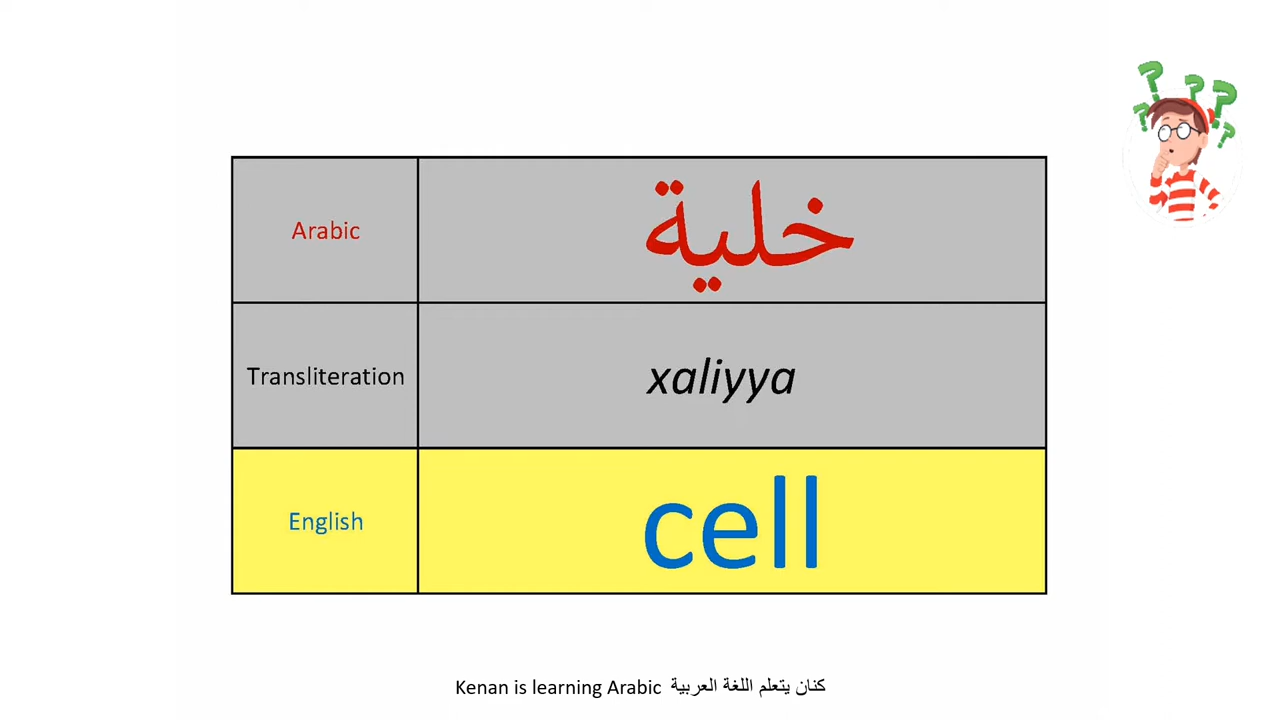 Arabic خلية
Transliteration xaliyya
English cell
Kenan is learning Arabic كنان يتعلم اللغة العربية